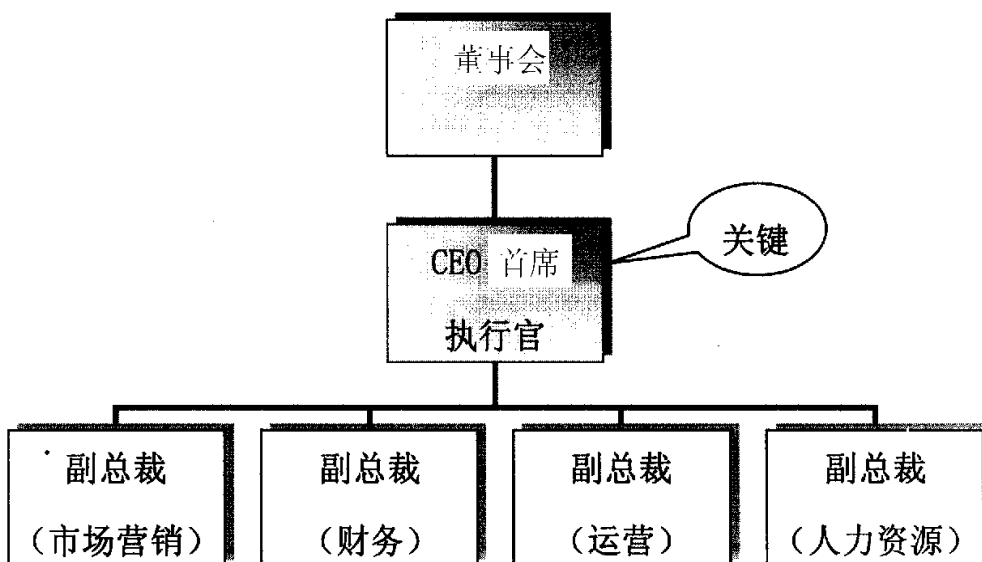 董事会
关键
CEO 首席
执行官
副总裁
（市场营销）
副总裁
（财务）
副总裁
（运营）
副总裁
（人力资源）